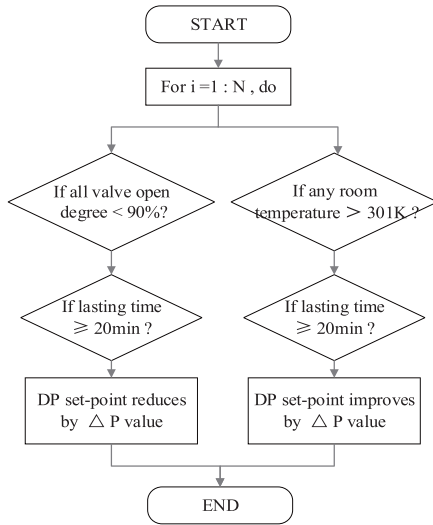 START
For i =1 : N , do
If all valve open
degree < 90%?
If any room
temperature > 301K ?
If lasting time
⩾ 20min ?
If lasting time
⩾ 20min ?
DP set-point reduces
by △ P value
DP set-point improves
by △ P value
END